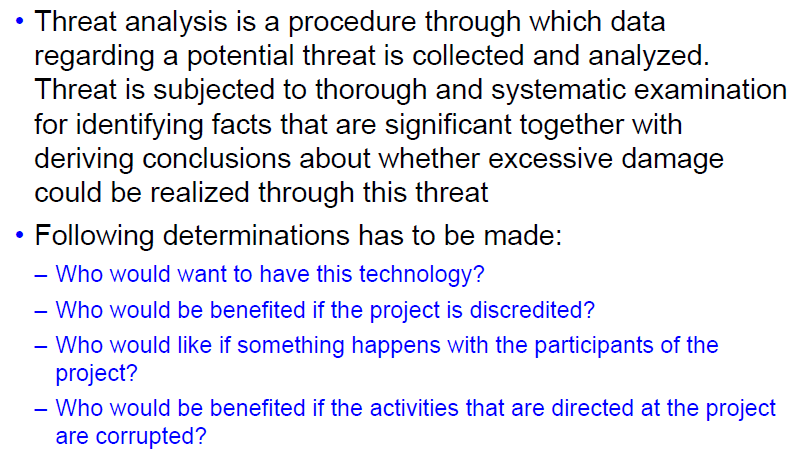 • Threat analysis is a procedure through which data
regarding a potential threat is collected and analyzed.
Threat is subjected to thorough and systematic examination
for identifying facts that are significant together with
deriving conclusions about whether excessive damage
could be realized through this threat
• Following determinations has to be made:
– Who would want to have this technology?
– Who would be benefited if the project is discredited?
– Who would like if something happens with the participants of the
project?
– Who would be benefited if the activities that are directed at the project
are corrupted?